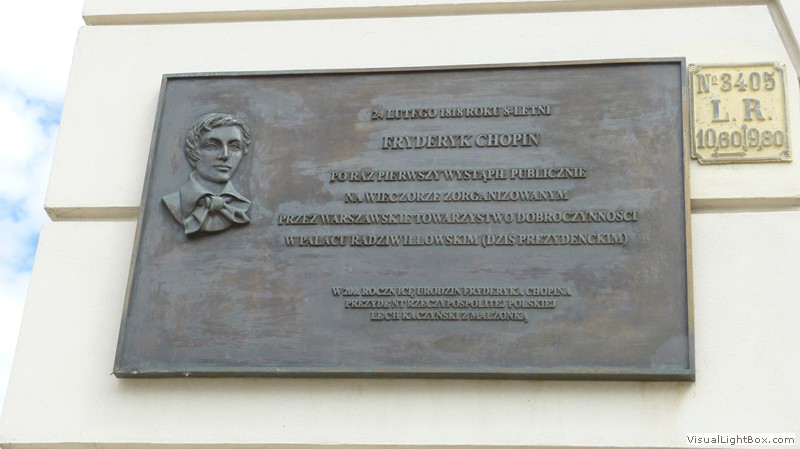 24 LUTEGO 1818 ROKU 8-LETNI
FRYDERYK CHOPIN
PO RAZ PIERWSZY WYSTĄPIŁ PUBLICZNIE
NA WIECZORZE ZORGANIZOWANYM
PRZEZ WARSZAWSKIE TOWARZYSTWO DOBROCZYNNOŚCI
W PAŁACU RADZIWIŁŁOWSKIM (DZIŚ PREZYDENCKIM)
W 200. ROCZNICĘ URODZIN FRYDERYKA CHOPINA
PREZYDENT RZECZYPOSPOLITEJ POLSKIEJ
LECH KACZYŃSKI Z MAŁŻONKĄ
No 3405
L. R.
10,60 9,80
VisualLightBox.com